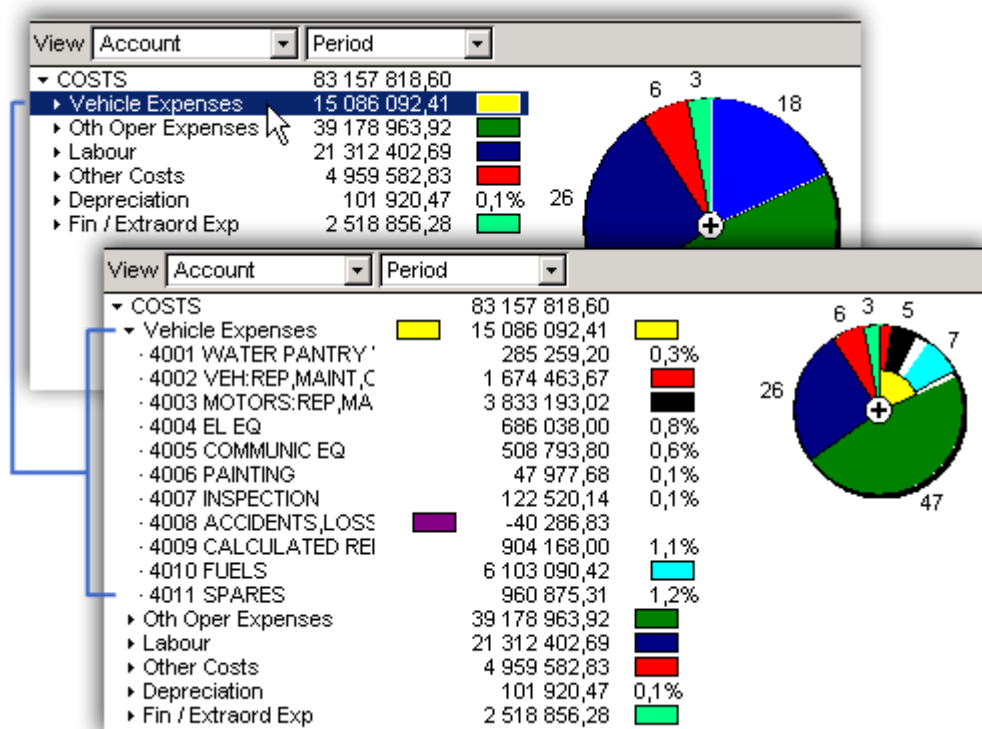 View Account Period
COSTS 83 157 818,60
Vehicle Expenses 15 086 092,41
Oth Oper Expenses 39 178 963,92
Labour 21 312 402,69
Other Costs 4 959 582,83
Depreciation 101 920,47 0,1%
Fin / Extraord Exp 2 518 856,28
6 3 18
26
View Account Period
COSTS 83 157 818,60
Vehicle Expenses 15 086 092,41
· 4001 WATER PANTRY 285 259,20 0,3%
· 4002 VEH:REP,MAINT,C 1 674 463,67
· 4003 MOTORS:REP,MA 3 833 193,02
· 4004 EL EQ 686 038,00 0,8%
· 4005 COMMUNIC EQ 508 793,80 0,6%
· 4006 PAINTING 47 977,68 0,1%
· 4007 INSPECTION 122 520,14 0,1%
· 4008 ACCIDENTS,LOSS -40 286,83
· 4009 CALCULATED REI 904 168,00 1,1%
· 4010 FUELS 6 103 090,42
· 4011 SPARES 960 875,31 1,2%
Oth Oper Expenses 39 178 963,92
Labour 21 312 402,69
Other Costs 4 959 582,83
Depreciation 101 920,47 0,1%
Fin / Extraord Exp 2 518 856,28
6 3 5
7
26
47